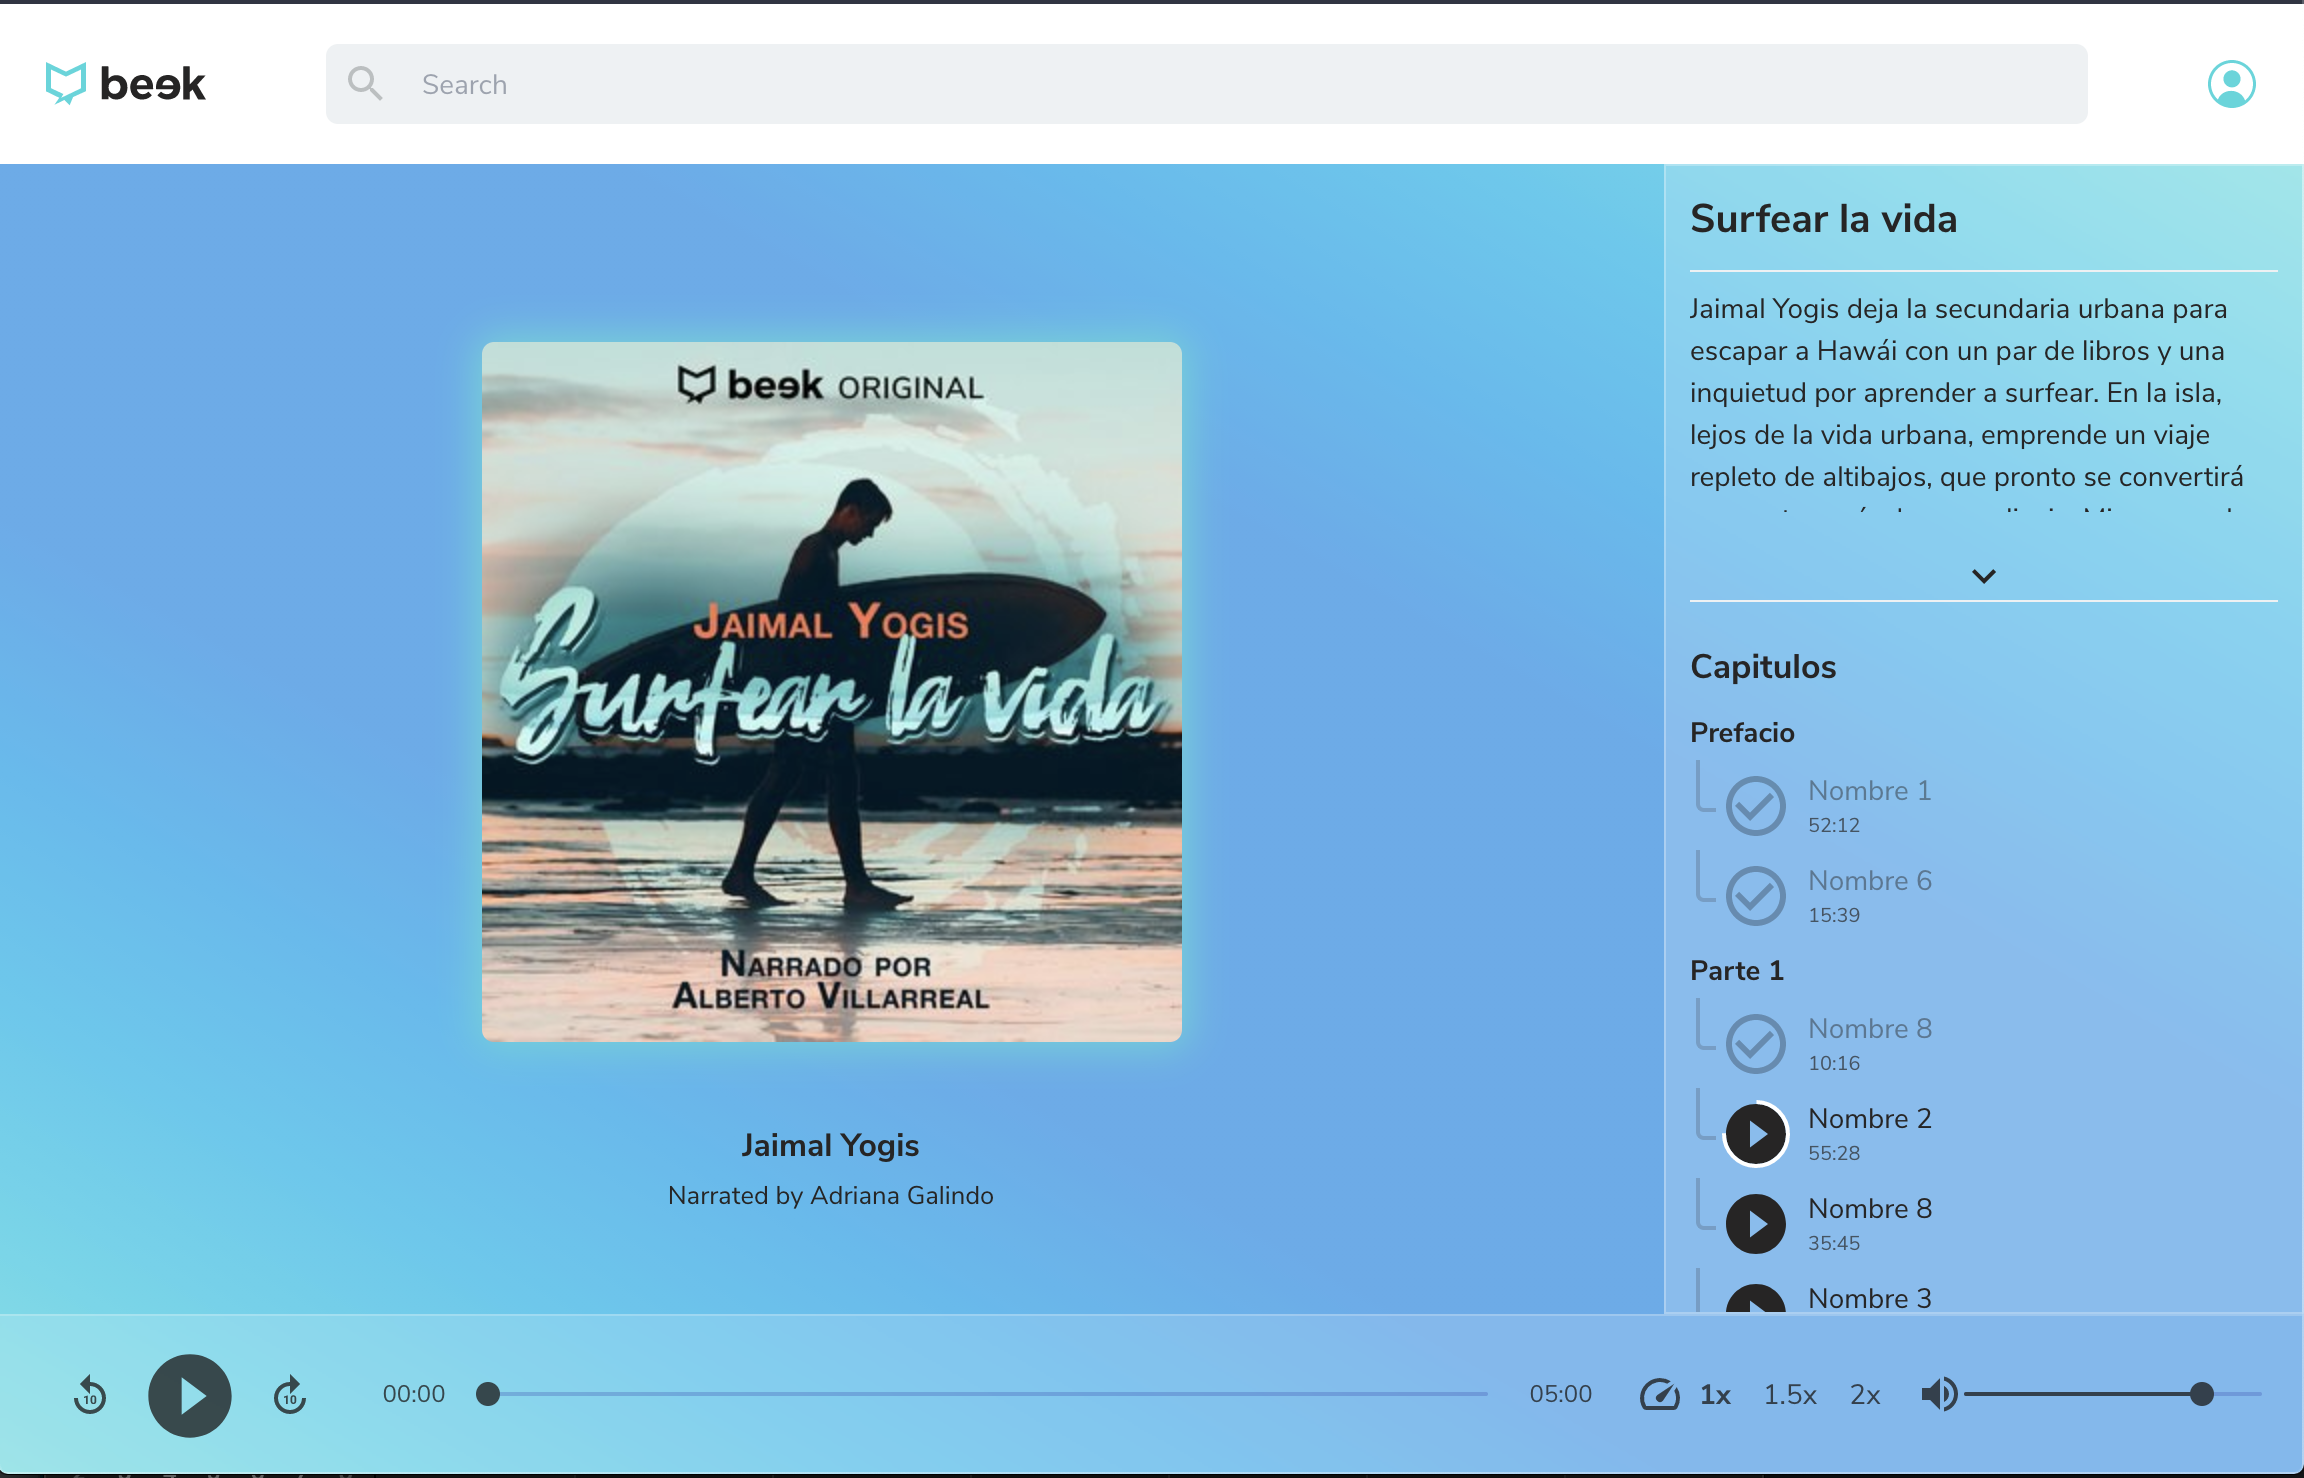 beek
Search
beek ORIGINAL
JAIMAL YOGIS
Surfear la vida
NARRADO POR
ALBERTO VILLARREAL
Jaimal Yogis
Narrated by Adriana Galindo
Surfear la vida
Jaimal Yogis deja la secundaria urbana para
escapar a Hawái con un par de libros y una
inquietud por aprender a surfear. En la isla,
lejos de la vida urbana, emprende un viaje
repleto de altibajos, que pronto se convertirá
Capitulos
Prefacio
Nombre 1
52:12
Nombre 6
15:39
Parte 1
Nombre 8
10:16
Nombre 2
55:28
Nombre 8
35:45
Nombre 3
10
10
00:00
05:00
1x
1.5x
2x